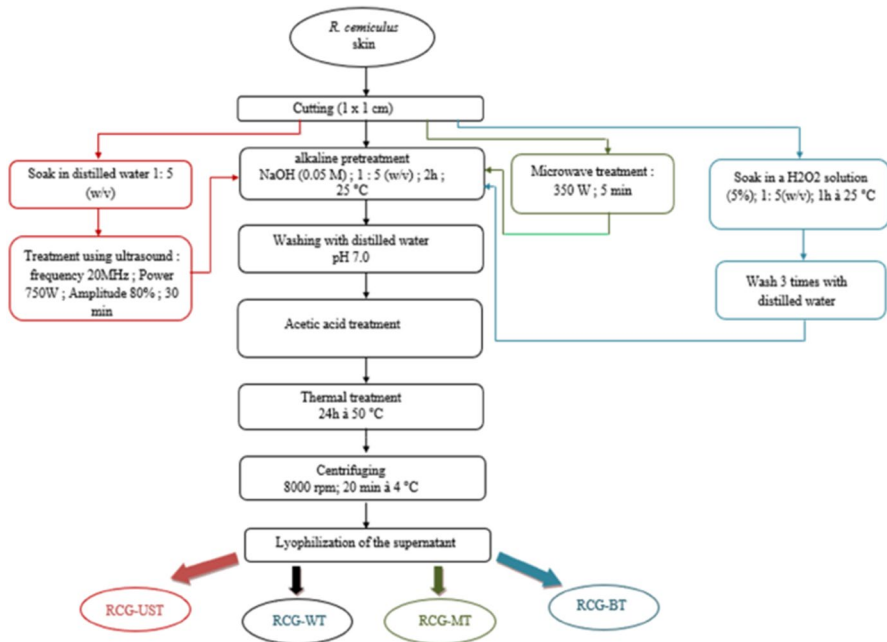 R. cemiculus
skin
Cutting (1 x 1 cm)
Soak in distilled water 1: 5
(w/v)
alkaline pretreatment
NaOH (0.05 M) ; 1 : 5 (w/v) ; 2h ;
25 °C
Microwave treatment :
350 W ; 5 min
Soak in a H2O2 solution
(5%); 1: 5(w/v); 1h à 25 °C
Treatment using ultrasound :
frequency 20MHz ; Power
750W ; Amplitude 80% ; 30
min
Washing with distilled water
pH 7.0
Wash 3 times with
distilled water
Acetic acid treatment
Thermal treatment
24h à 50 °C
Centrifuging
8000 rpm; 20 min à 4 °C
Lyophilization of the supernatant
RCG-UST
RCG-WT
RCG-MT
RCG-BT